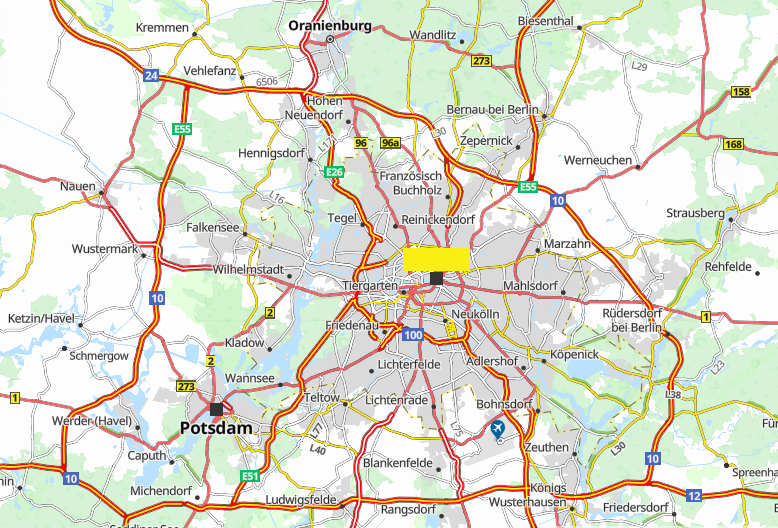 Kremmen
Oranienburg
Wandlitz
Biesenthal
273
L29
24
Vehlefanz
6506
158
Hohen
Neuendorf
Bernau bei Berlin
L30
E55
L17
96
96a
Zepernick
168
Hennigsdorf
Werneuchen
E26
Französisch
Buchholz
Nauen
E55
10
L16
Tegel
Reinickendorf
Strausberg
Falkensee
Wustermark
Marzahn
Wilhelmstadt
Rehfelde
Tiergarten
Mahlsdorf
10
Ketzin/Havel
2
Neukölln
Rüdersdorf
bei Berlin
1
Friedenau
100
Kladow
Schmergow
2
Köpenick
Adlershof
Lichterfelde
L23
Wannsee
273
1
Teltow
Lichtenrade
Bohnsdorf
L38
Werder (Havel)
Potsdam
L77
L75
L40
L30
Zeuthen
Caputh
Blankenfelde
10
10
E51
Michendorf
Königs
Wusterhausen
12
Ludwigsfelde
Rangsdorf
Friedersdorf